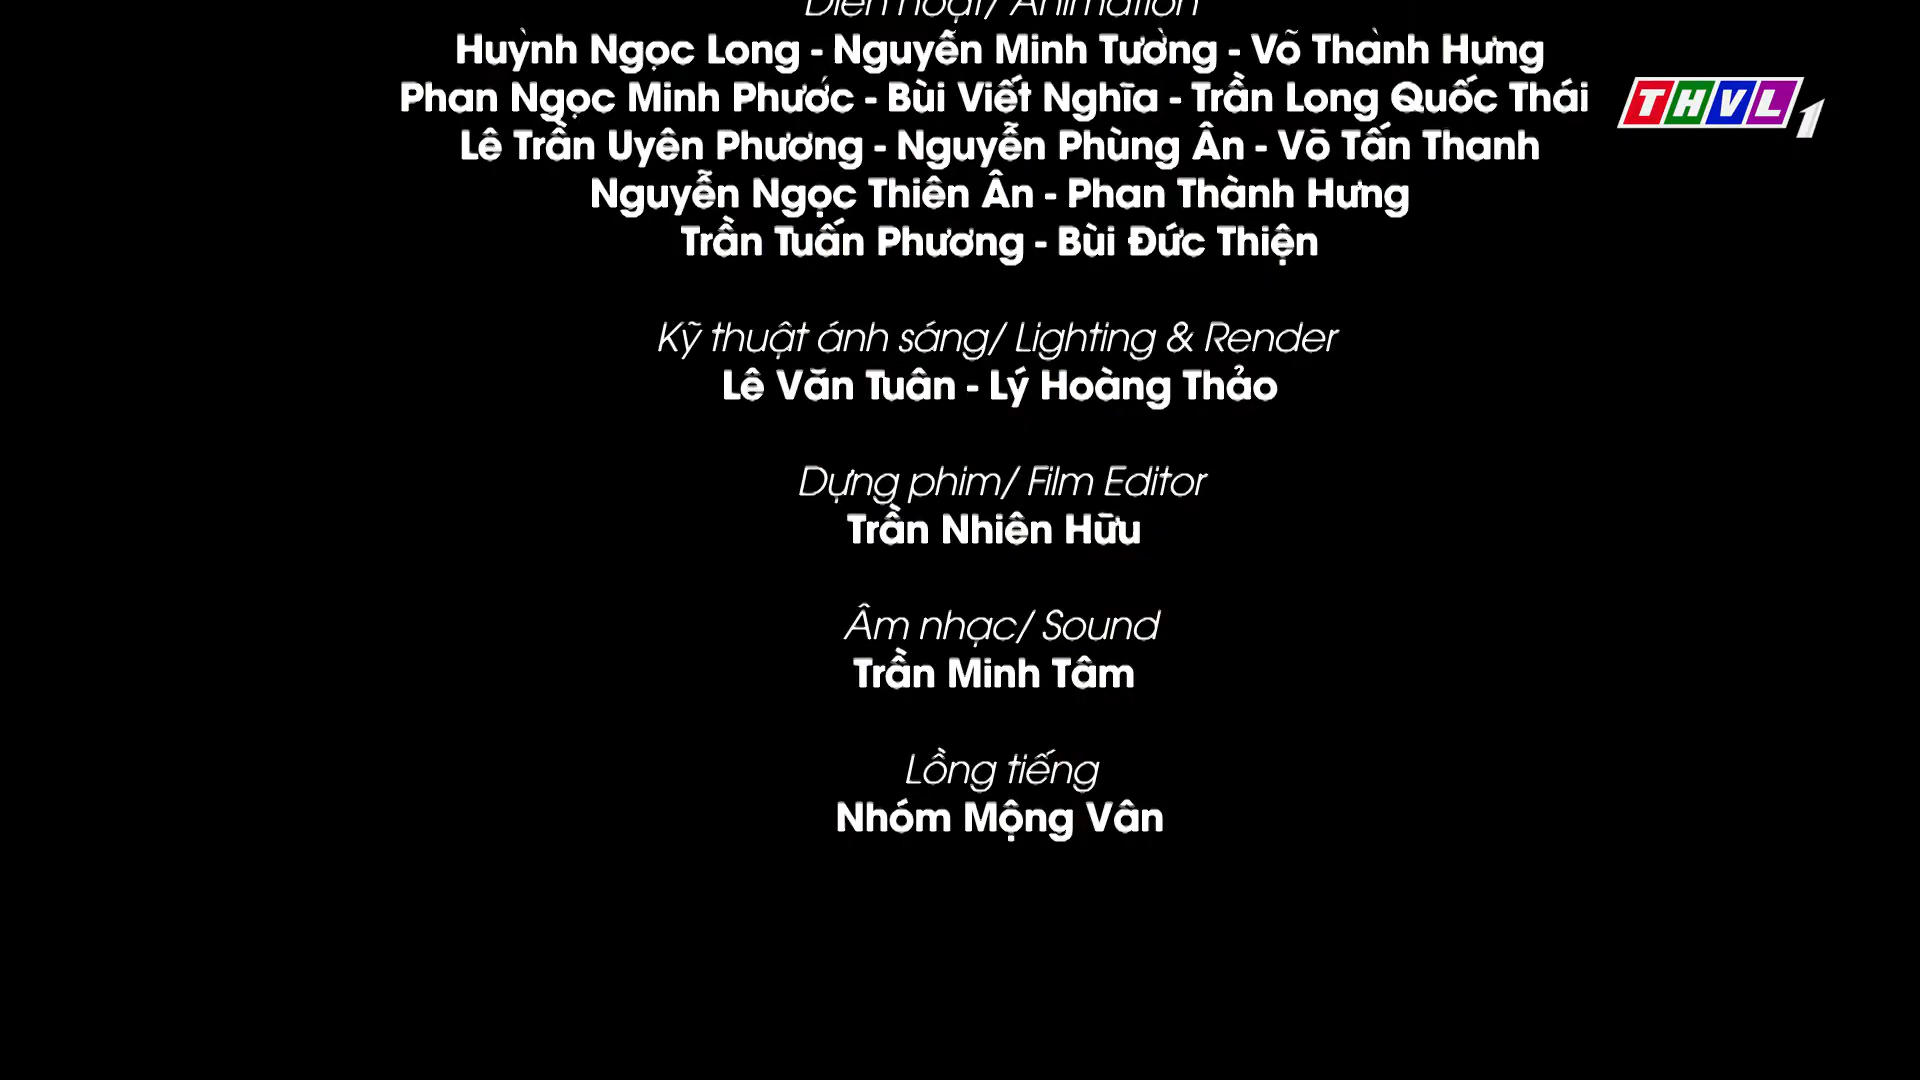 Diễn hoạt/ Animation
Huỳnh Ngọc Long - Nguyễn Minh Tường - Võ Thành Hưng
Phan Ngọc Minh Phước - Bùi Viết Nghĩa - Trần Long Quốc Thái
THVL1
Lê Trần Uyên Phương - Nguyễn Phùng Ân - Võ Tấn Thanh
Nguyễn Ngọc Thiên Ân - Phan Thành Hưng
Trần Tuấn Phương - Bùi Đức Thiện
Kỹ thuật ánh sáng/ Lighting & Render
Lê Văn Tuân - Lý Hoàng Thảo
Dựng phim/ Film Editor
Trần Nhiên Hữu
Âm nhạc/ Sound
Trần Minh Tâm
Lồng tiếng
Nhóm Mộng Vân